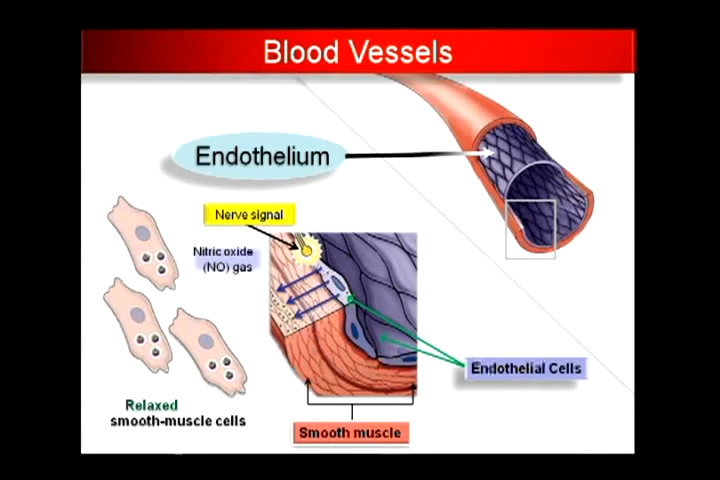 Blood Vessels
Endothelium
Nerve signal
Nitric oxide
(NO) gas
Endothelial Cells
Relaxed
smooth-muscle cells
Smooth muscle